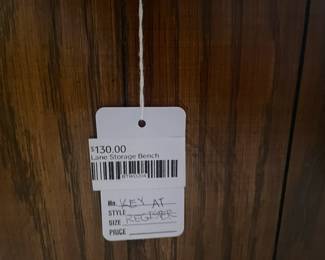 $130.00
Lane Storage Bench
No. KEY AT
STYLE
SIZE REGISTER
PRICE